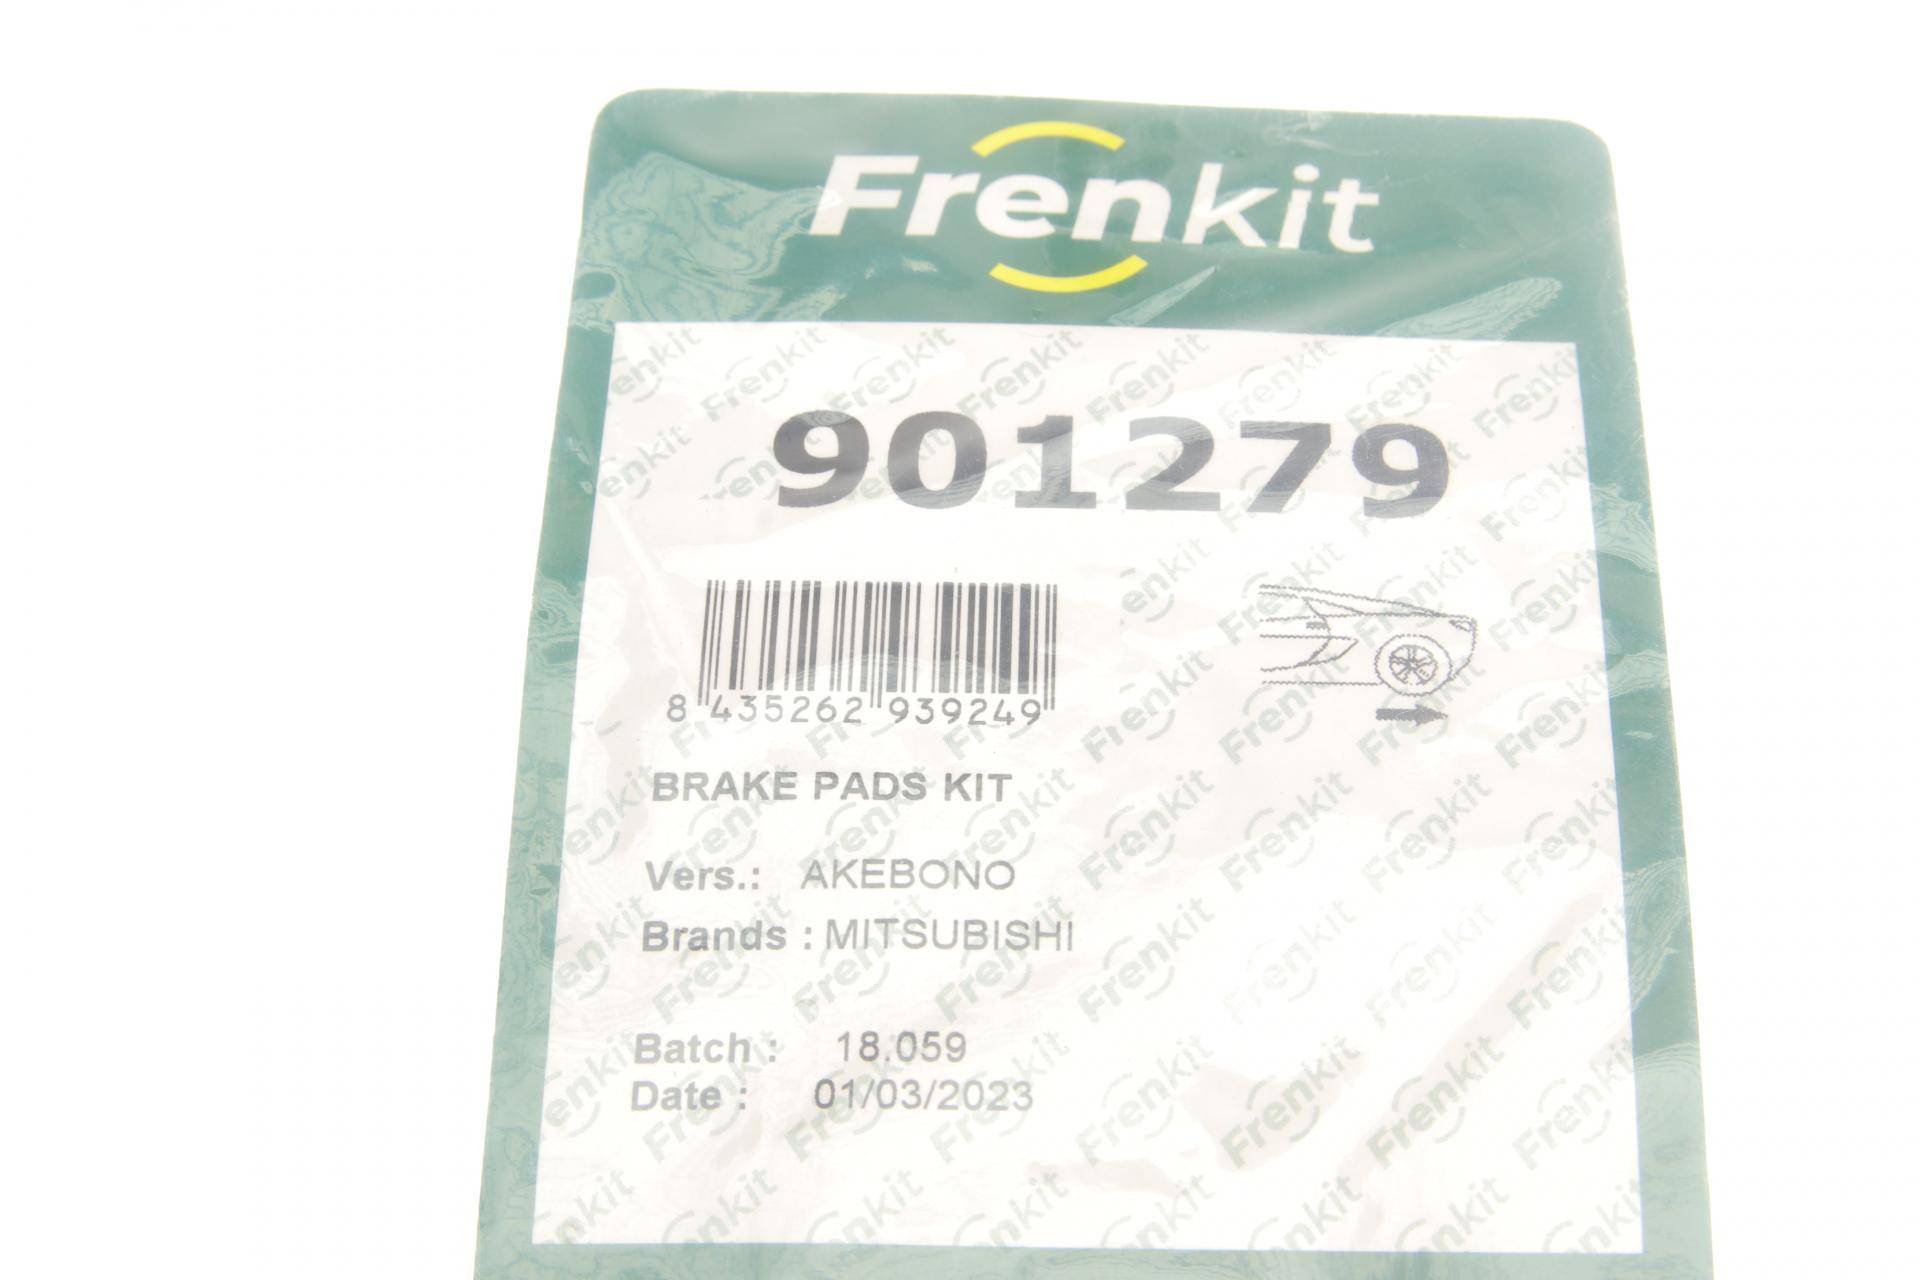 Frenkit
901279
8 435262 939249
BRAKE PADS KIT
Vers.: AKEBONO
Brands : MITSUBISHI
Batch : 18.059
Date : 01/03/2023